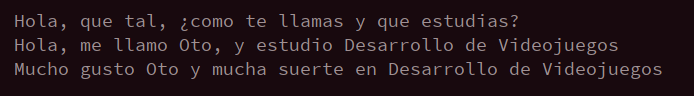 Hola, que tal, ¿como te llamas y que estudias?
Hola, me llamo Oto, y estudio Desarrollo de Videojuegos
Mucho gusto Oto y mucha suerte en Desarrollo de Videojuegos